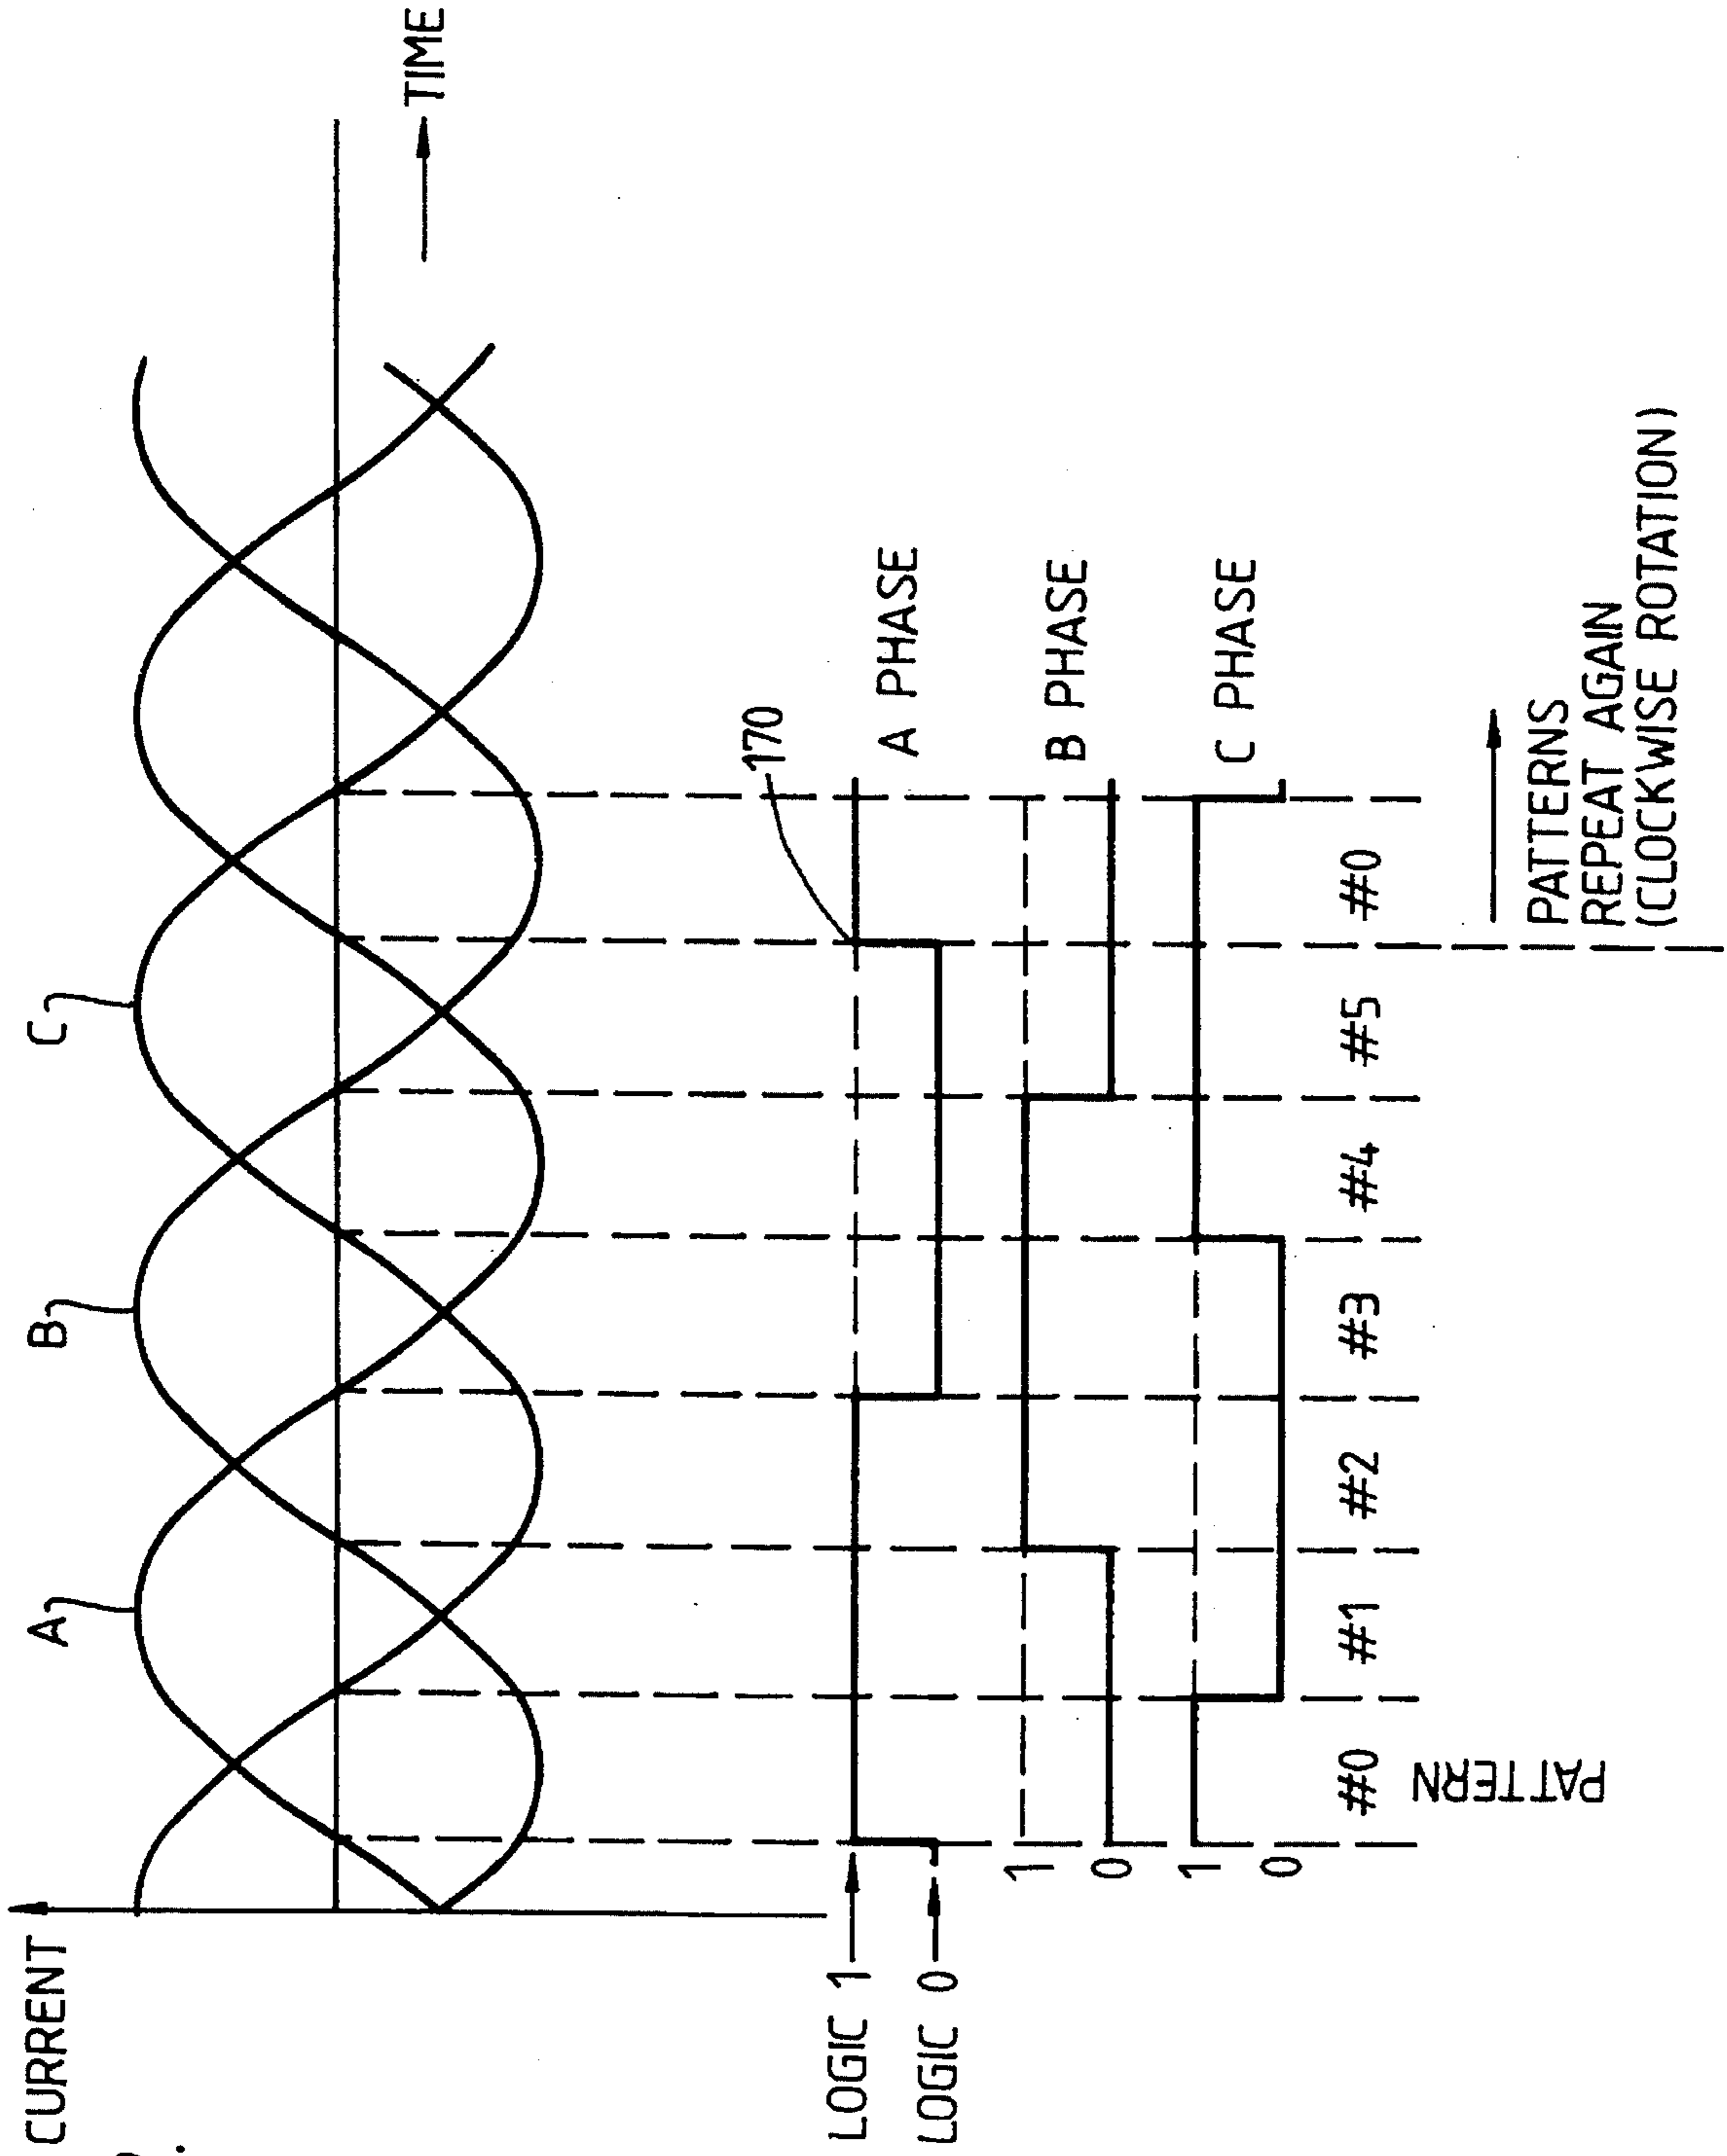 CURRENT
A
B
C
TIME
LOGIC 1
LOGIC 0
170
A PHASE
1
0
B PHASE
1
0
C PHASE
#0 #1 #2 #3 #4 #5 #0
PATTERN
PATTERNS
REPEAT AGAIN
(CLOCKWISE ROTATION)